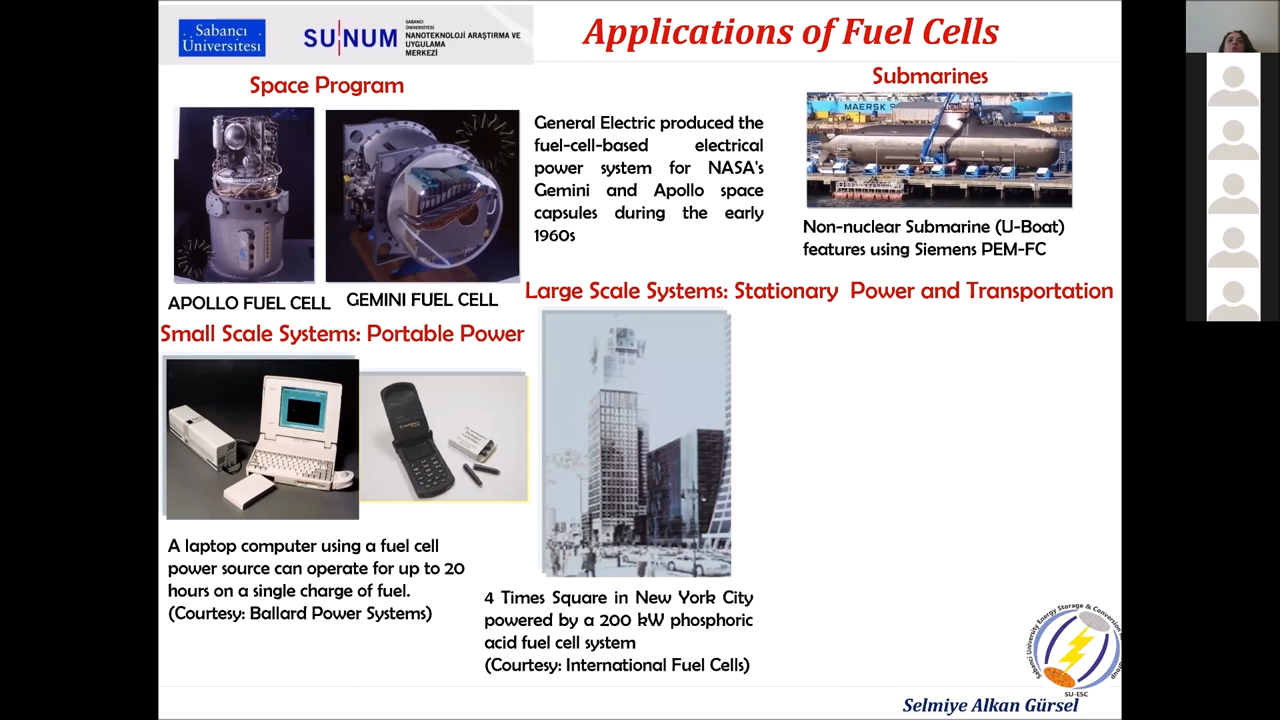 Sabancı
Üniversitesi
SU NUM
SABANCI
ÜNİVERSİTESİ
NANOTEKNOLOJİ ARAŞTIRMA VE
UYGULAMA
MERKEZİ
Applications of Fuel Cells
Space Program
Submarines
MAERSK
General Electric produced the
fuel-cell-based electrical
power system for NASA's
Gemini and Apollo space
capsules during the early
1960s
Non-nuclear Submarine (U-Boat)
features using Siemens PEM-FC
APOLLO FUEL CELL
GEMINI FUEL CELL
Large Scale Systems: Stationary Power and Transportation
Small Scale Systems: Portable Power
A laptop computer using a fuel cell
power source can operate for up to 20
hours on a single charge of fuel.
(Courtesy: Ballard Power Systems)
4 Times Square in New York City
powered by a 200 kW phosphoric
acid fuel cell system
(Courtesy: International Fuel Cells)
Sabanci University Energy Storage & Conversion
Group
SU-ESC
Selmiye Alkan Gürsel